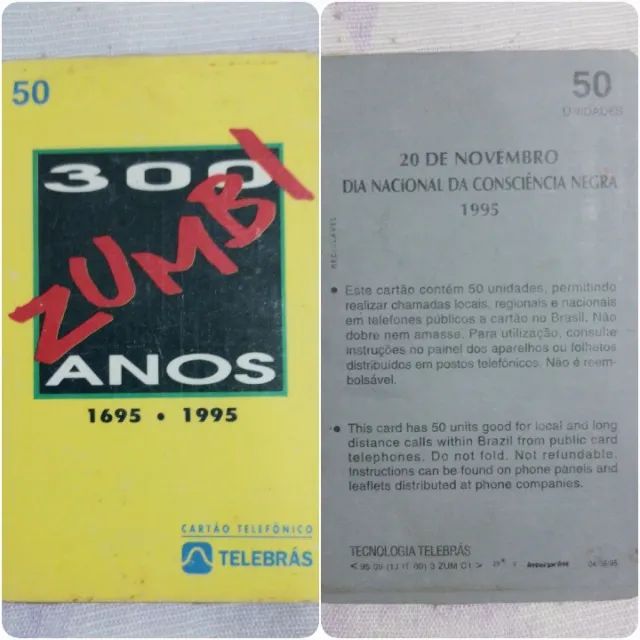 50
300
ZUMBI
ANOS
1695 • 1995
CARTÃO TELEFÔNICO
TELEBRÁS
50
UNIDADES
20 DE NOVEMBRO
DIA NACIONAL DA CONSCIÊNCIA NEGRA
1995
RECICLÁVEL
• Este cartão contém 50 unidades, permitindo
realizar chamadas locais, regionais e nacionais
em telefones públicos a cartão no Brasil. Não
dobre nem amasse. Para utilização, consulte
instruções no painel dos aparelhos ou folhetos
distribuídos em postos telefônicos. Não é reem-
bolsável.
• This card has 50 units good for local and long
distance calls within Brazil from public card
telephones. Do not fold. Not refundable.
Instructions can be found on phone panels and
leaflets distributed at phone companies.
TECNOLOGIA TELEBRÁS
3 ZUM C1 > interprint